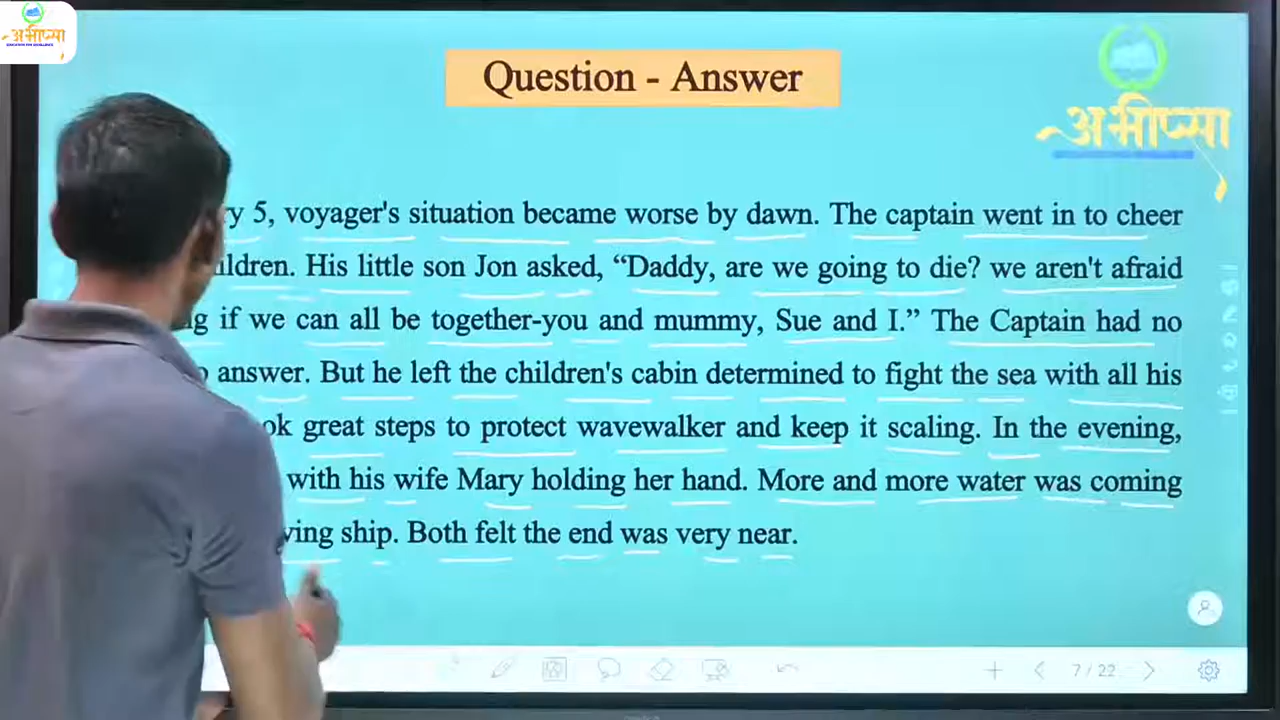 अभीप्सा
EDUCATION FOR EXCELLENCE
Question - Answer
अभीप्सा
5, voyager's situation became worse by dawn. The captain went in to cheer
His little son Jon asked, “Daddy, are we going to die? we aren't afraid
if we can all be together-you and mummy, Sue and I.” The Captain had no
answer. But he left the children's cabin determined to fight the sea with all his
great steps to protect wavewalker and keep it scaling. In the evening,
with his wife Mary holding her hand. More and more water was coming
ship. Both felt the end was very near.
7 / 22